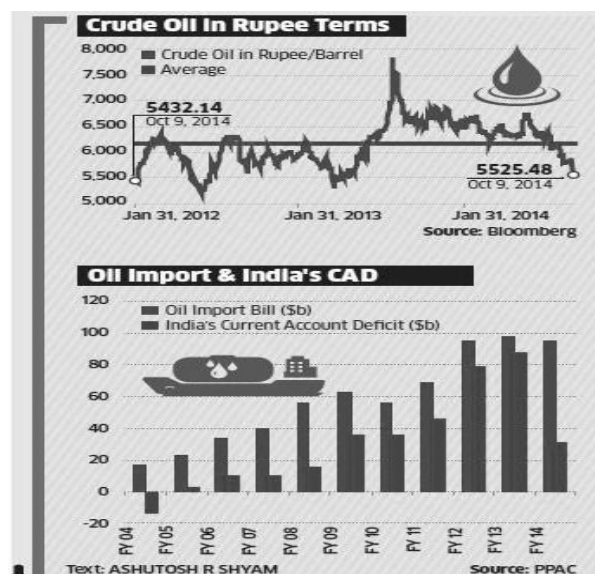 Crude Oil In Rupee Terms
8,000
Crude Oil in Rupee/Barrel
7,500
Average
7,000
6,500
5432.14
Oct 9, 2014
6,000
5,500
5525.48
Oct 9, 2014
5,000
Jan 31, 2012 Jan 31, 2013 Jan 31, 2014
Source: Bloomberg
Oil Import & India's CAD
120
Oil Import Bill ($b)
100
India's Current Account Deficit ($b)
80
60
40
20
0
-20
FY 04 FY 05 FY 06 FY 07 FY 08 FY 09 FY 10 FY 11 FY 12 FY 13 FY 14
Text: ASHUTOSH R SHYAM Source: PPAC